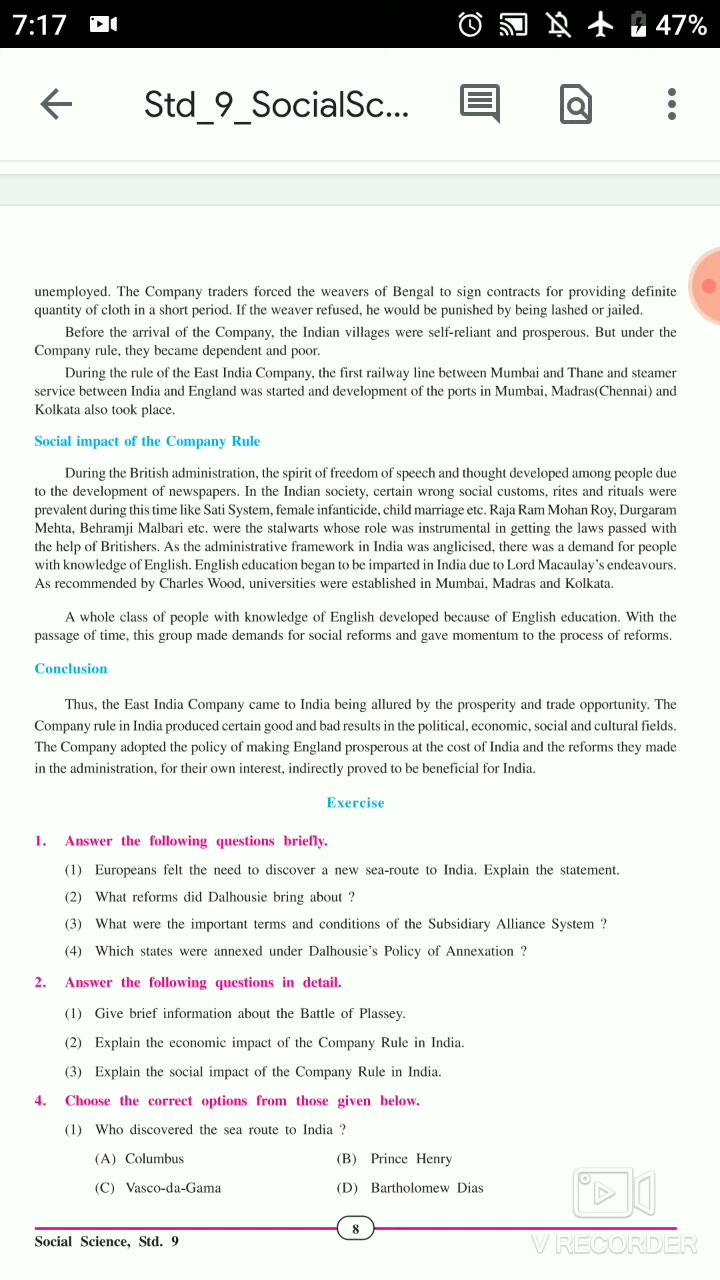 7:17
47%
Std_9_SocialSc...
unemployed. The Company traders forced the weavers of Bengal to sign contracts for providing definite
quantity of cloth in a short period. If the weaver refused, he would be punished by being lashed or jailed.
Before the arrival of the Company, the Indian villages were self-reliant and prosperous. But under the
Company rule, they became dependent and poor.
During the rule of the East India Company, the first railway line between Mumbai and Thane and steamer
service between India and England was started and development of the ports in Mumbai, Madras(Chennai) and
Kolkata also took place.
Social impact of the Company Rule
During the British administration, the spirit of freedom of speech and thought developed among people due
to the development of newspapers. In the Indian society, certain wrong social customs, rites and rituals were
prevalent during this time like Sati System, female infanticide, child marriage etc. Raja Ram Mohan Roy, Durgaram
Mehta, Behramji Malbari etc. were the stalwarts whose role was instrumental in getting the laws passed with
the help of Britishers. As the administrative framework in India was anglicised, there was a demand for people
with knowledge of English. English education began to be imparted in India due to Lord Macaulay's endeavours.
As recommended by Charles Wood, universities were established in Mumbai, Madras and Kolkata.
A whole class of people with knowledge of English developed because of English education. With the
passage of time, this group made demands for social reforms and gave momentum to the process of reforms.
Conclusion
Thus, the East India Company came to India being allured by the prosperity and trade opportunity. The
Company rule in India produced certain good and bad results in the political, economic, social and cultural fields.
The Company adopted the policy of making England prosperous at the cost of India and the reforms they made
in the administration, for their own interest, indirectly proved to be beneficial for India.
Exercise
1. Answer the following questions briefly.
(1) Europeans felt the need to discover a new sea-route to India. Explain the statement.
(2) What reforms did Dalhousie bring about ?
(3) What were the important terms and conditions of the Subsidiary Alliance System ?
(4) Which states were annexed under Dalhousie's Policy of Annexation ?
2. Answer the following questions in detail.
(1) Give brief information about the Battle of Plassey.
(2) Explain the economic impact of the Company Rule in India.
(3) Explain the social impact of the Company Rule in India.
4. Choose the correct options from those given below.
(1) Who discovered the sea route to India ?
(A) Columbus (B) Prince Henry
(C) Vasco-da-Gama (D) Bartholomew Dias
8
Social Science, Std. 9
V RECORDER